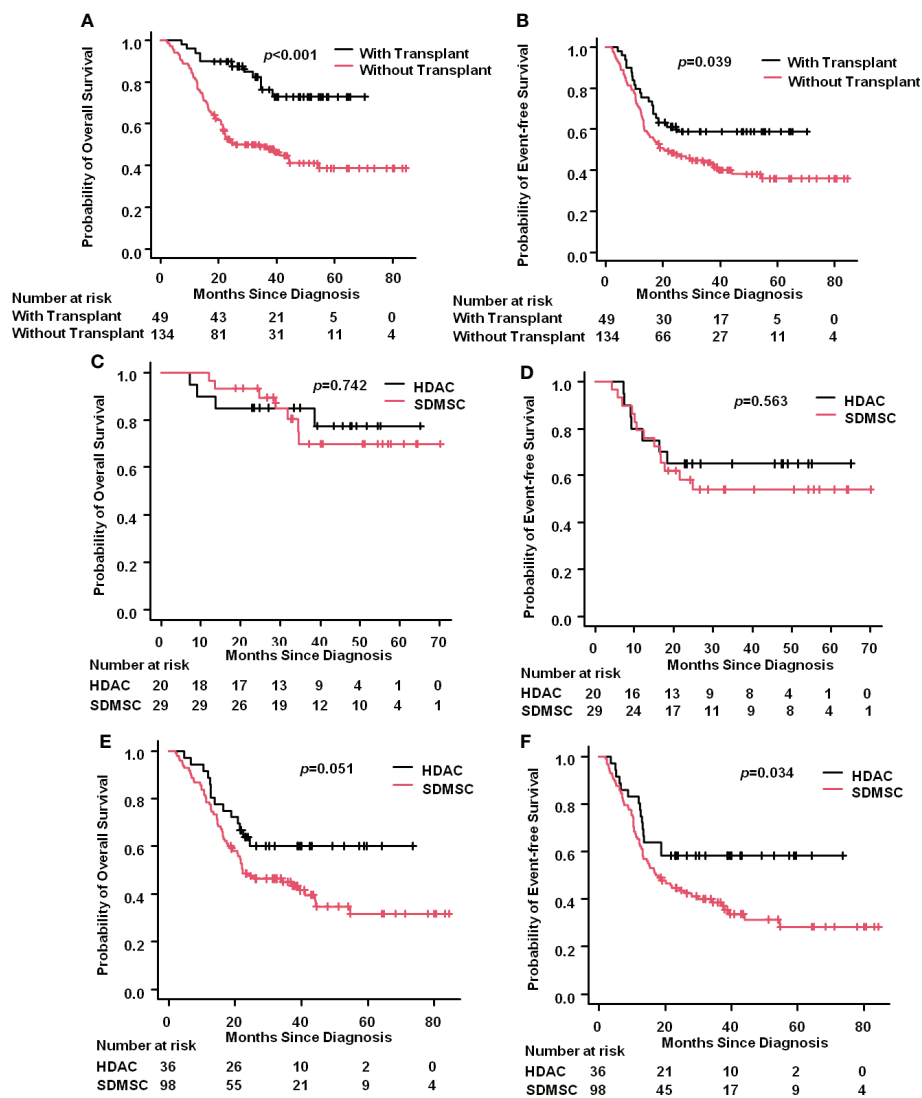 A
Probability of Overall Survival
1.0
0.8
0.6
0.4
0.2
0.0
p<0.001
With Transplant
Without Transplant
0 20 40 60 80
Months Since Diagnosis
Number at risk
With Transplant 49 43 21 5 0
Without Transplant 134 81 31 11 4
B
Probability of Event-free Survival
1.0
0.8
0.6
0.4
0.2
0.0
p=0.039
With Transplant
Without Transplant
0 20 40 60 80
Months Since Diagnosis
Number at risk
With Transplant 49 30 17 5 0
Without Transplant 134 66 27 11 4
C
Probability of Overall Survival
1.0
0.8
0.6
0.4
0.2
0.0
p=0.742
HDAC
SDMSC
0 10 20 30 40 50 60 70
Months Since Diagnosis
Number at risk
HDAC 20 18 17 13 9 4 1 0
SDMSC 29 29 26 19 12 10 4 1
D
Probability of Event-free Survival
1.0
0.8
0.6
0.4
0.2
0.0
p=0.563
HDAC
SDMSC
0 10 20 30 40 50 60 70
Months Since Diagnosis
Number at risk
HDAC 20 16 13 9 8 4 1 0
SDMSC 29 24 17 11 9 8 4 1
E
Probability of Overall Survival
1.0
0.8
0.6
0.4
0.2
0.0
p=0.051
HDAC
SDMSC
0 20 40 60 80
Months Since Diagnosis
Number at risk
HDAC 36 26 10 2 0
SDMSC 98 55 21 9 4
F
Probability of Event-free Survival
1.0
0.8
0.6
0.4
0.2
0.0
p=0.034
HDAC
SDMSC
0 20 40 60 80
Months Since Diagnosis
Number at risk
HDAC 36 21 10 2 0
SDMSC 98 45 17 9 4